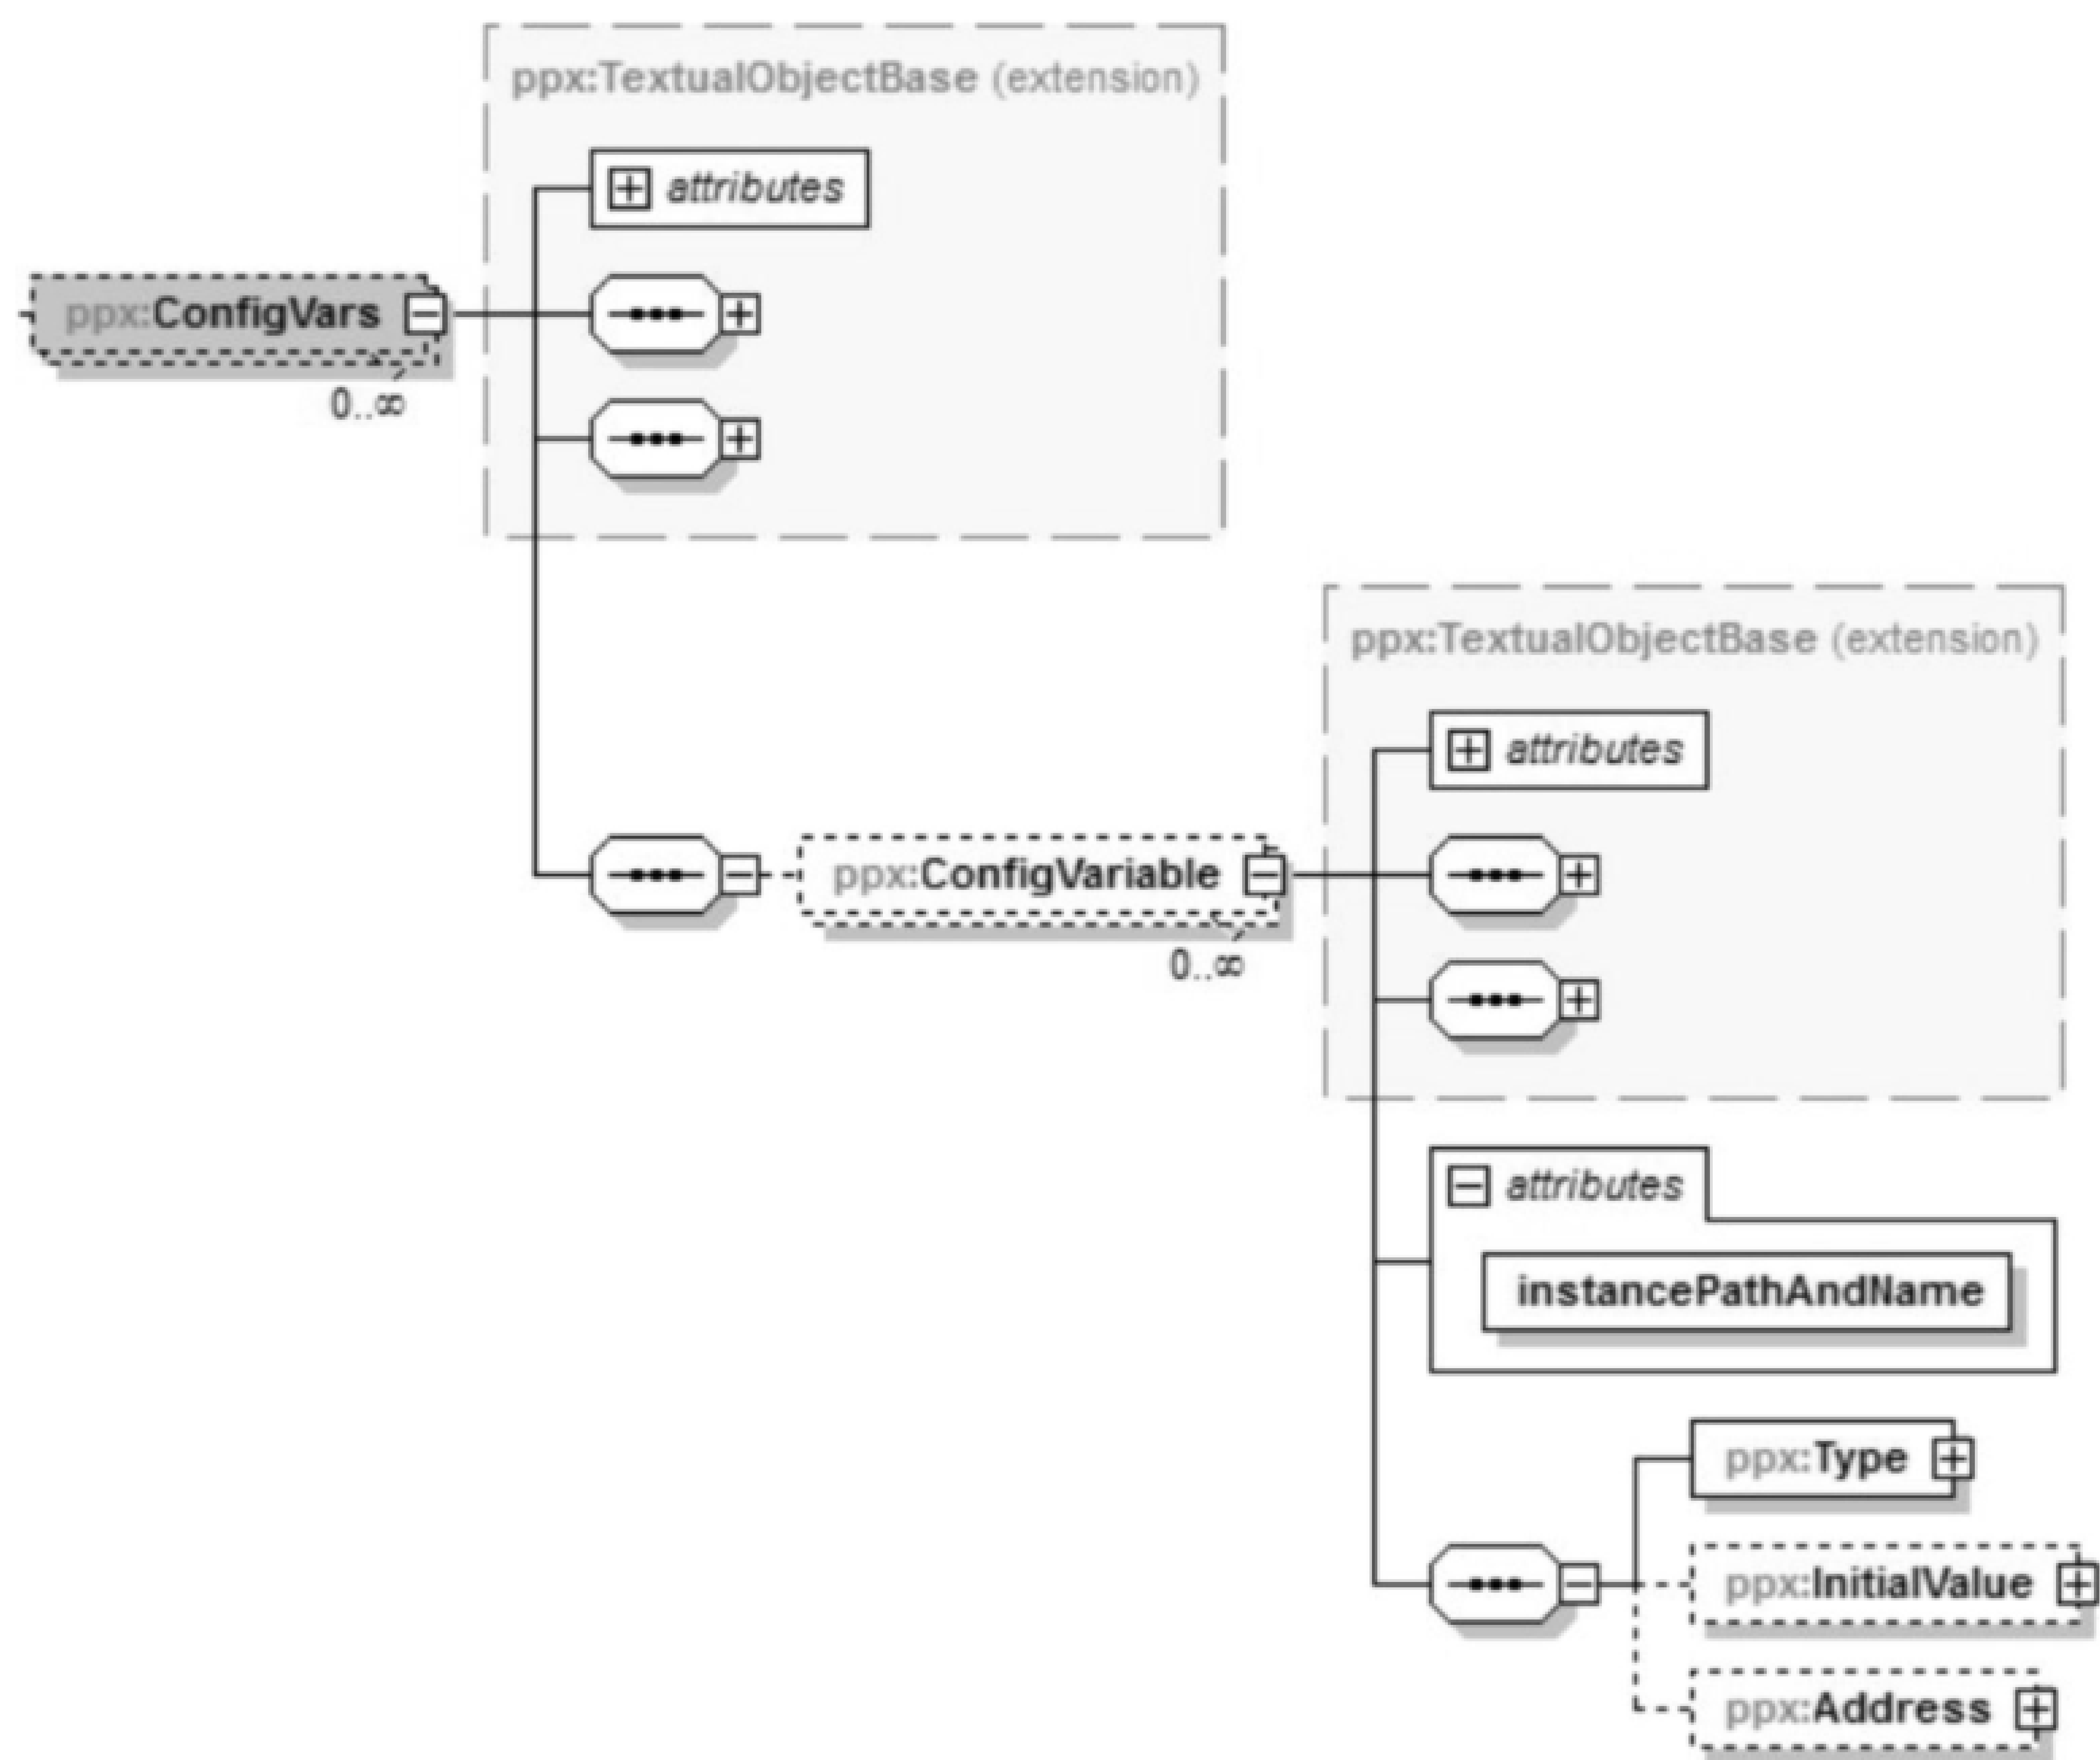 ppx:TextualObjectBase (extension)
attributes
ppx:ConfigVars
0..∞
ppx:TextualObjectBase (extension)
attributes
ppx:ConfigVariable
0..∞
attributes
instancePathAndName
ppx:Type
ppx:InitialValue
ppx:Address